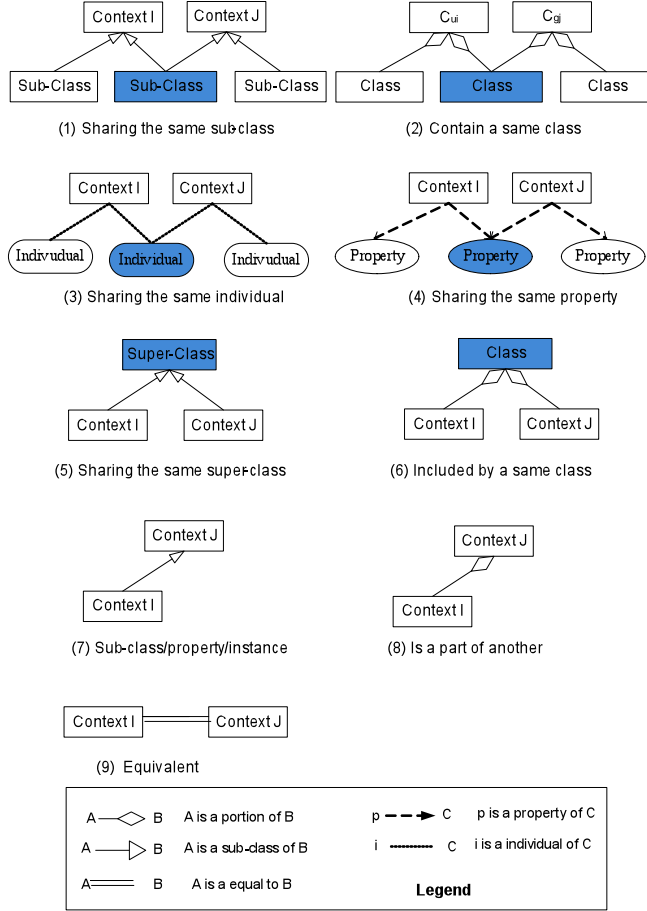 Context I Context J
Sub-Class Sub-Class Sub-Class
(1) Sharing the same sub-class
Cui Cgj
Class Class Class
(2) Contain a same class
Context I Context J
Indivudual Individual Indivudual
(3) Sharing the same individual
Context I Context J
Property Property Property
(4) Sharing the same property
Super-Class
Context I Context J
(5) Sharing the same super-class
Class
Context I Context J
(6) Included by a same class
Context J
Context I
(7) Sub-class/property/instance
Context J
Context I
(8) Is a part of another
Context I Context J
(9) Equivalent
A B A is a portion of B
A B A is a sub-class of B
A B A is a equal to B
p C p is a property of C
i C i is a individual of C
Legend